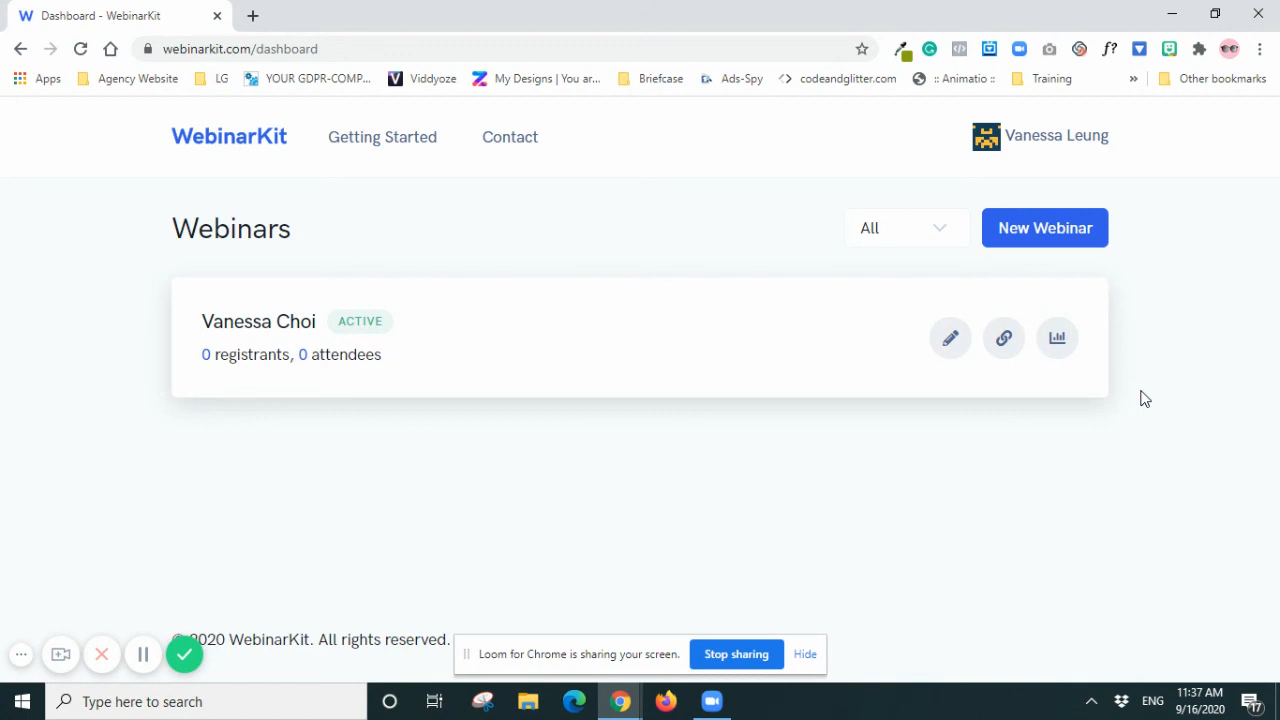 W Dashboard - WebinarKit
webinarkit.com/dashboard
f?
Apps Agency Website LG YOUR GDPR-COMP... Viddyoze My Designs | You ar... Briefcase Ads-Spy codeandglitter.com :: Animatio :: Training » Other bookmarks
WebinarKit Getting Started Contact Vanessa Leung
Webinars All New Webinar
Vanessa Choi ACTIVE
0 registrants, 0 attendees
© 2020 WebinarKit. All rights reserved.
Loom for Chrome is sharing your screen. Stop sharing Hide
Type here to search ENG 11:37 AM
9/16/2020 17